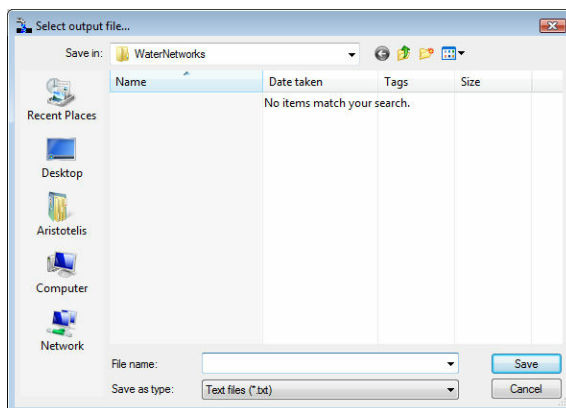 Select output file...
Save in: WaterNetworks
Name Date taken Tags Size
No items match your search.
Recent Places
Desktop
Aristotelis
Computer
Network
File name: Save
Save as type: Text files (*.txt) Cancel